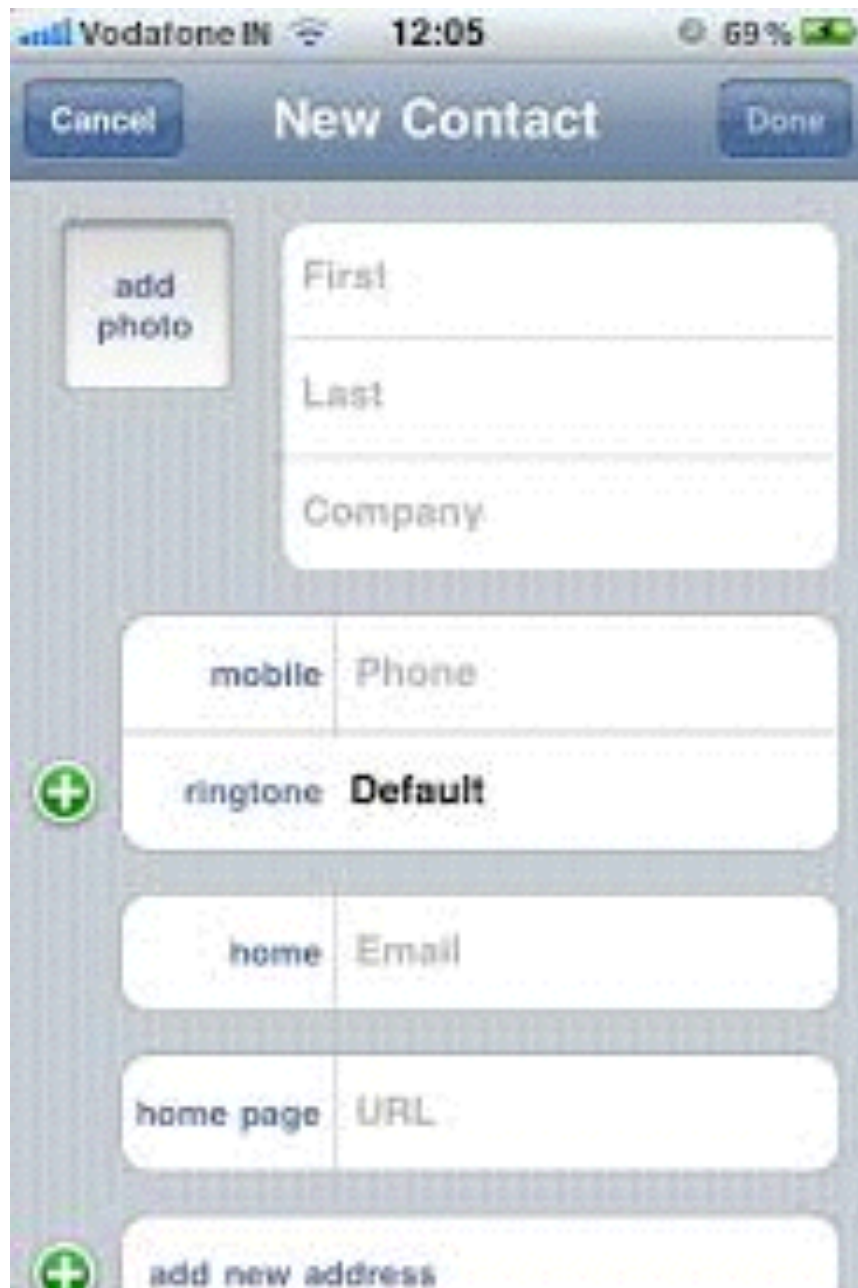 Vodafone IN 12:05 69%
Cancel New Contact Done
add
photo
First
Last
Company
mobile Phone
ringtone Default
home Email
home page URL
add new address